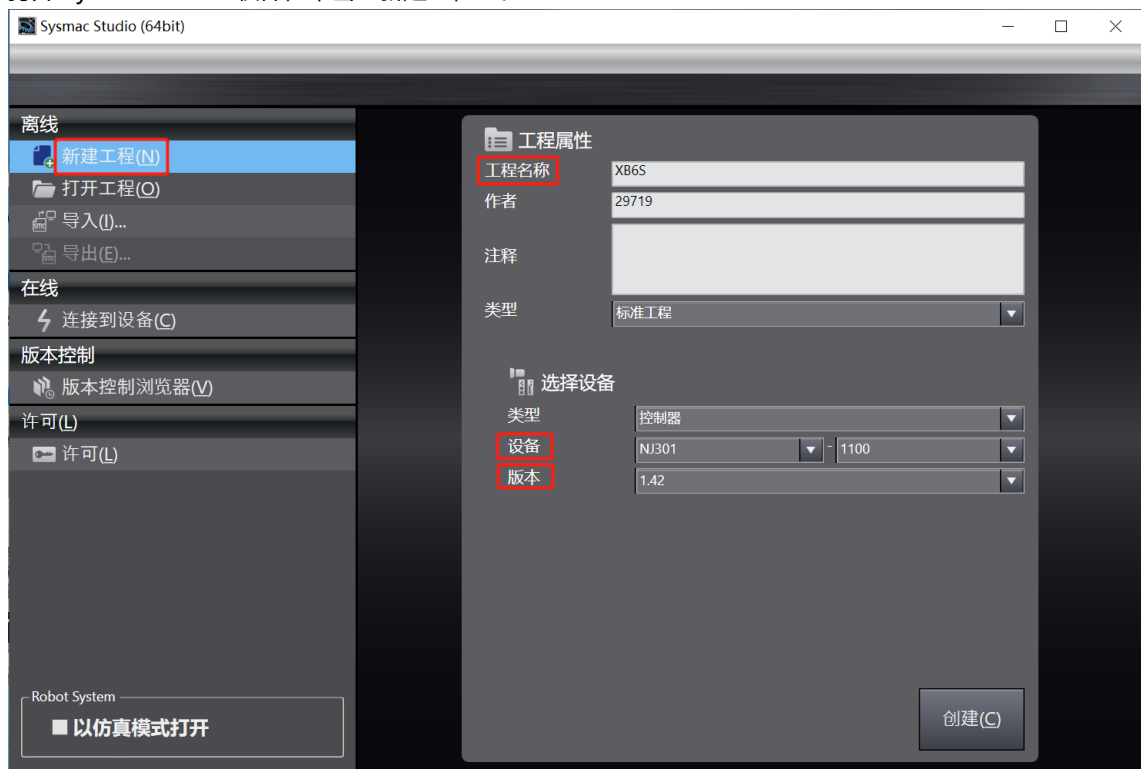 Sysmac Studio (64bit)
离线
新建工程(N)
打开工程(O)
导入(I)...
导出(E)...
在线
连接到设备(C)
版本控制
版本控制浏览器(V)
许可(L)
许可(L)
Robot System
以仿真模式打开
工程属性
工程名称 XB6S
作者 29719
注释
类型 标准工程
选择设备
类型 控制器
设备 NJ301 - 1100
版本 1.42
创建(C)